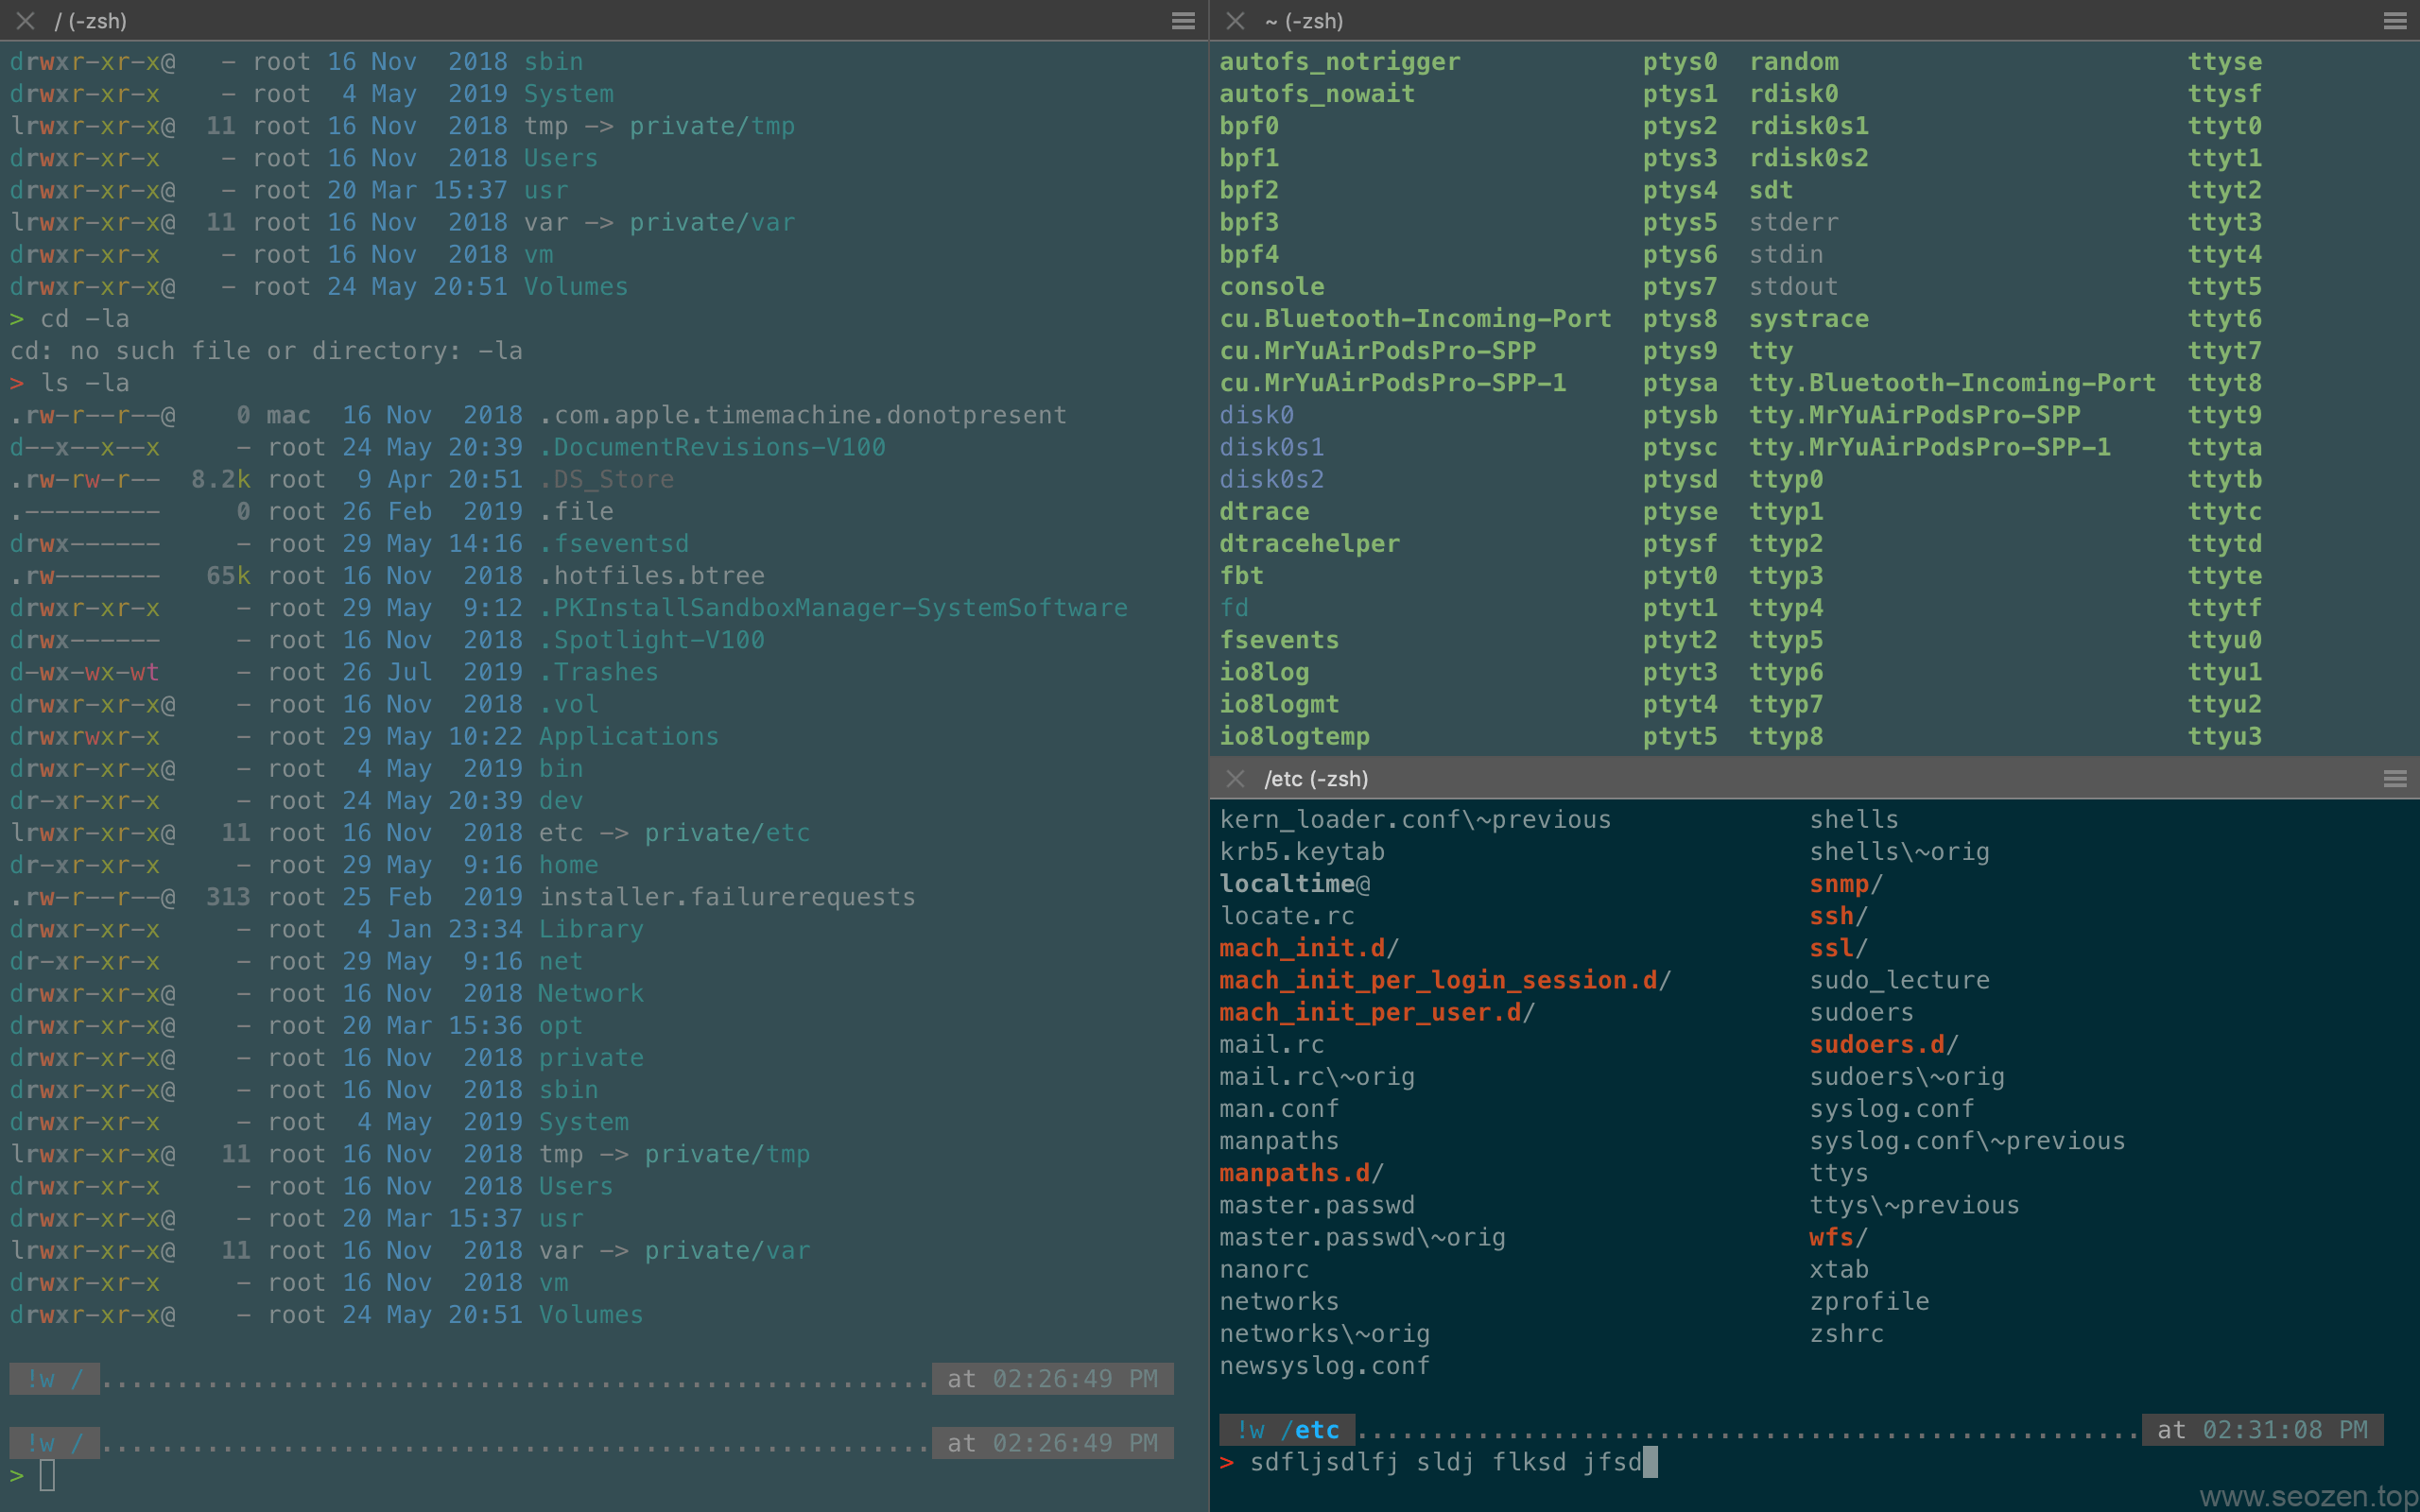 / (-zsh)
drwxr-xr-x@   - root 16 Nov  2018 sbin
drwxr-xr-x    - root  4 May  2019 System
lrwxr-xr-x@  11 root 16 Nov  2018 tmp -> private/tmp
drwxr-xr-x    - root 16 Nov  2018 Users
drwxr-xr-x@   - root 20 Mar 15:37 usr
lrwxr-xr-x@  11 root 16 Nov  2018 var -> private/var
drwxr-xr-x    - root 16 Nov  2018 vm
drwxr-xr-x@   - root 24 May 20:51 Volumes
> cd -la
cd: no such file or directory: -la
> ls -la
.rw-r--r--@    0 mac  16 Nov  2018 .com.apple.timemachine.donotpresent
d--x--x--x     - root 24 May 20:39 .DocumentRevisions-V100
.rw-rw-r--  8.2k root  9 Apr 20:51 .DS_Store
.---------     0 root 26 Feb  2019 .file
drwx------     - root 29 May 14:16 .fseventsd
.rw-------   65k root 16 Nov  2018 .hotfiles.btree
drwxr-xr-x     - root 29 May  9:12 .PKInstallSandboxManager-SystemSoftware
drwx------     - root 16 Nov  2018 .Spotlight-V100
d-wx-wx-wt     - root 26 Jul  2019 .Trashes
drwxr-xr-x@    - root 16 Nov  2018 .vol
drwxrwxr-x     - root 29 May 10:22 Applications
drwxr-xr-x@    - root  4 May  2019 bin
dr-xr-xr-x     - root 24 May 20:39 dev
lrwxr-xr-x@   11 root 16 Nov  2018 etc -> private/etc
dr-xr-xr-x     - root 29 May  9:16 home
.rw-r--r--@  313 root 25 Feb  2019 installer.failurerequests
drwxr-xr-x     - root  4 Jan 23:34 Library
dr-xr-xr-x     - root 29 May  9:16 net
drwxr-xr-x@    - root 16 Nov  2018 Network
drwxr-xr-x@    - root 20 Mar 15:36 opt
drwxr-xr-x@    - root 16 Nov  2018 private
drwxr-xr-x@    - root 16 Nov  2018 sbin
drwxr-xr-x     - root  4 May  2019 System
lrwxr-xr-x@   11 root 16 Nov  2018 tmp -> private/tmp
drwxr-xr-x     - root 16 Nov  2018 Users
drwxr-xr-x@    - root 20 Mar 15:37 usr
lrwxr-xr-x@   11 root 16 Nov  2018 var -> private/var
drwxr-xr-x     - root 16 Nov  2018 vm
drwxr-xr-x@    - root 24 May 20:51 Volumes
!w / ....................................................... at 02:26:49 PM
!w / ....................................................... at 02:26:49 PM
>
~ (-zsh)
autofs_notrigger ptys0 random ttyse
autofs_nowait ptys1 rdisk0 ttysf
bpf0 ptys2 rdisk0s1 ttyt0
bpf1 ptys3 rdisk0s2 ttyt1
bpf2 ptys4 sdt ttyt2
bpf3 ptys5 stderr ttyt3
bpf4 ptys6 stdin ttyt4
console ptys7 stdout ttyt5
cu.Bluetooth-Incoming-Port ptys8 systrace ttyt6
cu.MrYuAirPodsPro-SPP ptys9 tty ttyt7
cu.MrYuAirPodsPro-SPP-1 ptysa tty.Bluetooth-Incoming-Port ttyt8
disk0 ptysb tty.MrYuAirPodsPro-SPP ttyt9
disk0s1 ptysc tty.MrYuAirPodsPro-SPP-1 ttyta
disk0s2 ptysd ttyp0 ttytb
dtrace ptyse ttyp1 ttytc
dtracehelper ptysf ttyp2 ttytd
fbt ptyt0 ttyp3 ttyte
fd ptyt1 ttyp4 ttytf
fsevents ptyt2 ttyp5 ttyu0
io8log ptyt3 ttyp6 ttyu1
io8logmt ptyt4 ttyp7 ttyu2
io8logtemp ptyt5 ttyp8 ttyu3
/etc (-zsh)
kern_loader.conf\~previous shells
krb5.keytab shells\~orig
localtime@ snmp/
locate.rc ssh/
mach_init.d/ ssl/
mach_init_per_login_session.d/ sudo_lecture
mach_init_per_user.d/ sudoers
mail.rc sudoers.d/
mail.rc\~orig sudoers\~orig
man.conf syslog.conf
manpaths syslog.conf\~previous
manpaths.d/ ttys
master.passwd ttys\~previous
master.passwd\~orig wfs/
nanorc xtab
networks zprofile
networks\~orig zshrc
newsyslog.conf
!w /etc .................................................... at 02:31:08 PM
> sdfljsdlfj sldj flksd jfsd
www.seozen.top